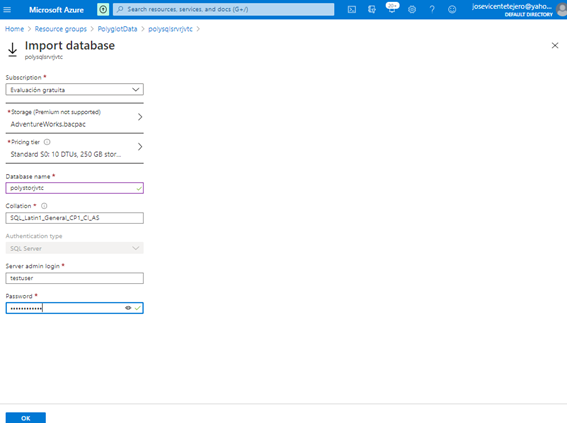 Microsoft Azure
Search resources, services, and docs (G+/)
20+
josevicentetejero@yaho...
DEFAULT DIRECTORY
Home > Resource groups > PolyglotData > polysqlsrvrjvtc >
Import database
polysqlsrvrjvtc
Subscription *
Evaluación gratuita
*Storage (Premium not supported)
AdventureWorks.bacpac
*Pricing tier
Standard S0: 10 DTUs, 250 GB stor...
Database name *
polystorjvtc
Collation *
SQL_Latin1_General_CP1_CI_AS
Authentication type
SQL Server
Server admin login *
testuser
Password *
••••••••••••
OK